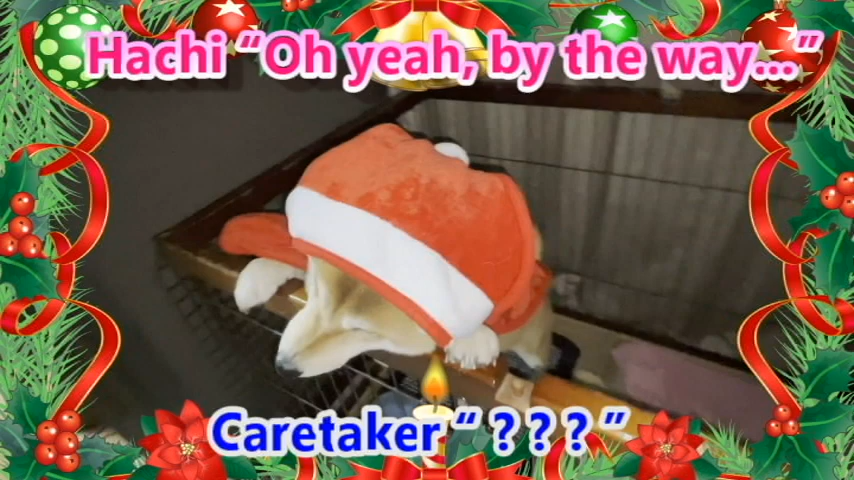 Hachi “Oh yeah, by the way...”
Caretaker “？？？”